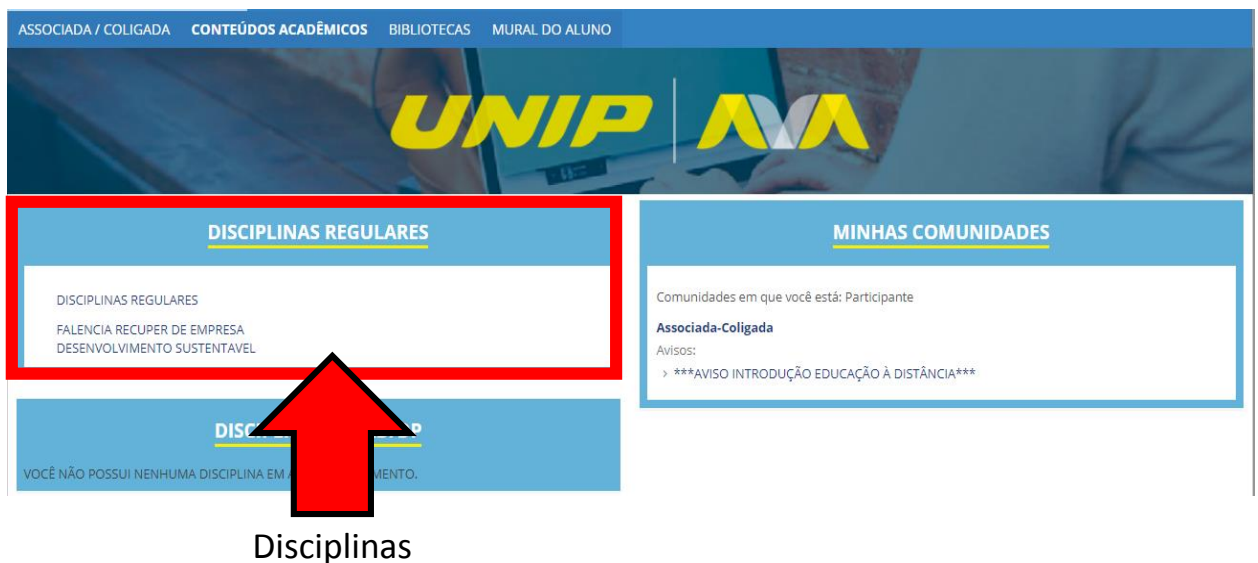 ASSOCIADA / COLIGADA CONTEÚDOS ACADÊMICOS BIBLIOTECAS MURAL DO ALUNO
UNIP AVA
DISCIPLINAS REGULARES
DISCIPLINAS REGULARES
FALENCIA RECUPER DE EMPRESA
DESENVOLVIMENTO SUSTENTAVEL
MINHAS COMUNIDADES
Comunidades em que você está: Participante
Associada-Coligada
Avisos:
> ***AVISO INTRODUÇÃO EDUCAÇÃO À DISTÂNCIA***
VOCÊ NÃO POSSUI NENHUMA DISCIPLINA EM
Disciplinas